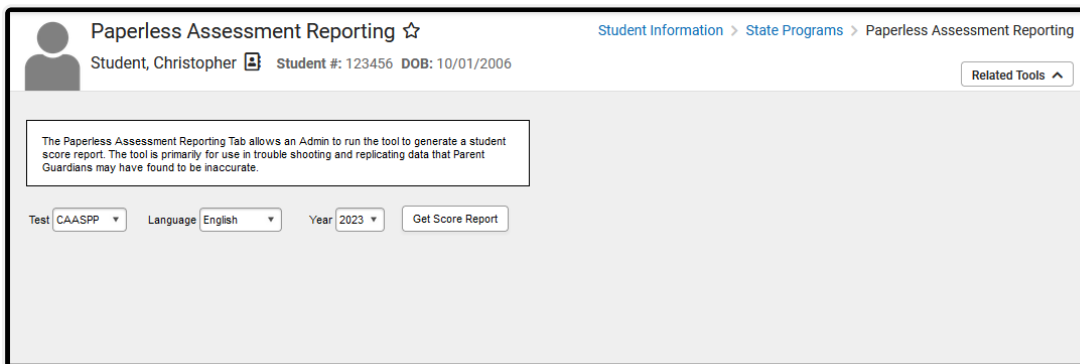 Paperless Assessment Reporting
Student Information > State Programs > Paperless Assessment Reporting
Student, Christopher Student #: 123456 DOB: 10/01/2006
Related Tools
The Paperless Assessment Reporting Tab allows an Admin to run the tool to generate a student
score report. The tool is primarily for use in trouble shooting and replicating data that Parent
Guardians may have found to be inaccurate.
Test CAASPP Language English Year 2023 Get Score Report